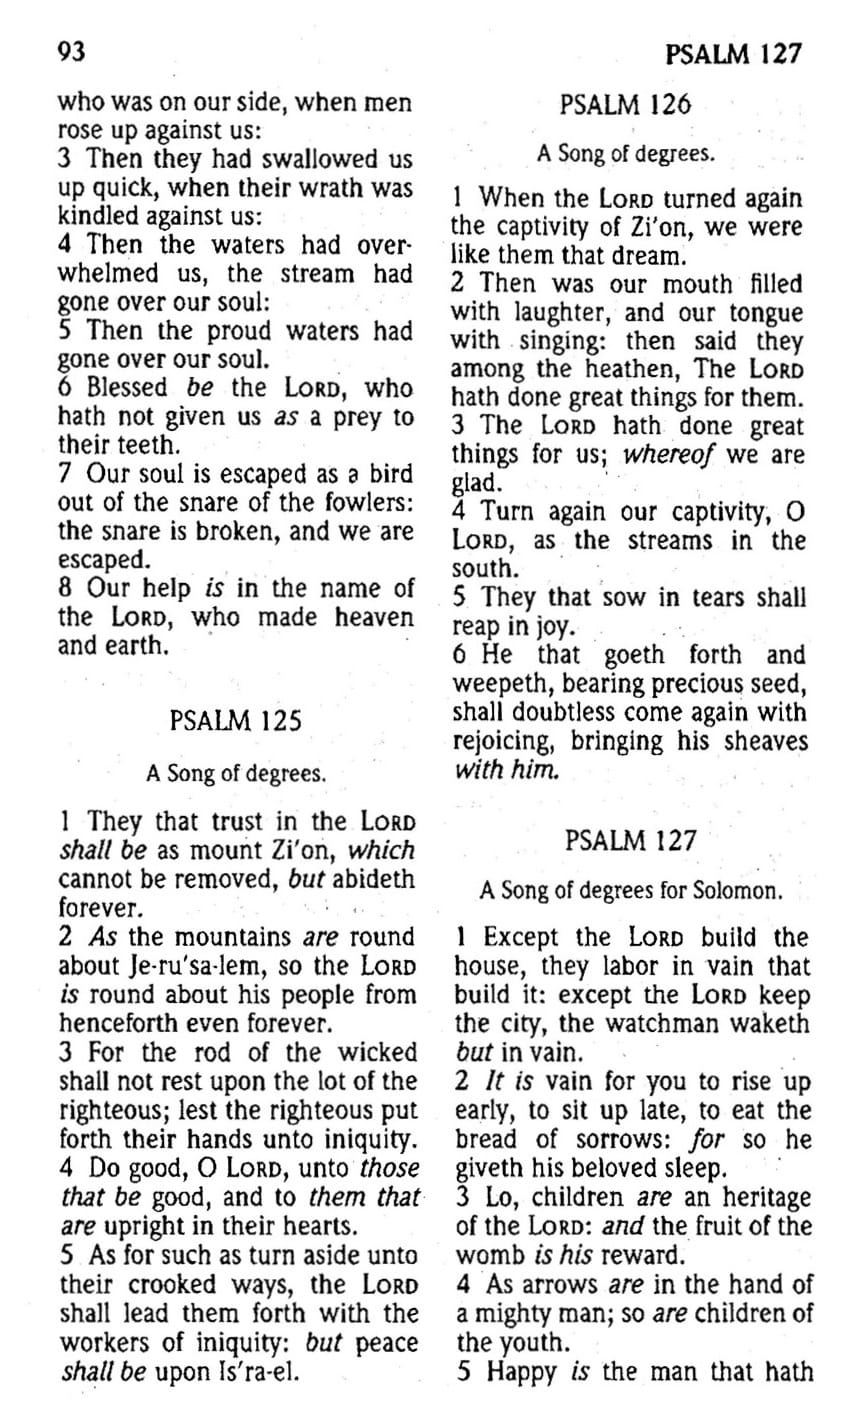 93
PSALM 127
who was on our side, when men
rose up against us:
3 Then they had swallowed us
up quick, when their wrath was
kindled against us:
4 Then the waters had over-
whelmed us, the stream had
gone over our soul:
5 Then the proud waters had
gone over our soul.
6 Blessed be the LORD, who
hath not given us as a prey to
their teeth.
7 Our soul is escaped as a bird
out of the snare of the fowlers:
the snare is broken, and we are
escaped.
8 Our help is in the name of
the LORD, who made heaven
and earth.
PSALM 125
A Song of degrees.
1 They that trust in the LORD
shall be as mount Zi'on, which
cannot be removed, but abideth
forever.
2 As the mountains are round
about Je-ru'sa-lem, so the LORD
is round about his people from
henceforth even forever.
3 For the rod of the wicked
shall not rest upon the lot of the
righteous; lest the righteous put
forth their hands unto iniquity.
4 Do good, O LORD, unto those
that be good, and to them that
are upright in their hearts.
5 As for such as turn aside unto
their crooked ways, the LORD
shall lead them forth with the
workers of iniquity: but peace
shall be upon Is'ra-el.
PSALM 126
A Song of degrees.
1 When the LORD turned again
the captivity of Zi'on, we were
like them that dream.
2 Then was our mouth filled
with laughter, and our tongue
with singing: then said they
among the heathen, The LORD
hath done great things for them.
3 The LORD hath done great
things for us; whereof we are
glad.
4 Turn again our captivity, O
LORD, as the streams in the
south.
5 They that sow in tears shall
reap in joy.
6 He that goeth forth and
weepeth, bearing precious seed,
shall doubtless come again with
rejoicing, bringing his sheaves
with him.
PSALM 127
A Song of degrees for Solomon.
1 Except the LORD build the
house, they labor in vain that
build it: except the LORD keep
the city, the watchman waketh
but in vain.
2 It is vain for you to rise up
early, to sit up late, to eat the
bread of sorrows: for so he
giveth his beloved sleep.
3 Lo, children are an heritage
of the LORD: and the fruit of the
womb is his reward.
4 As arrows are in the hand of
a mighty man; so are children of
the youth.
5 Happy is the man that hath